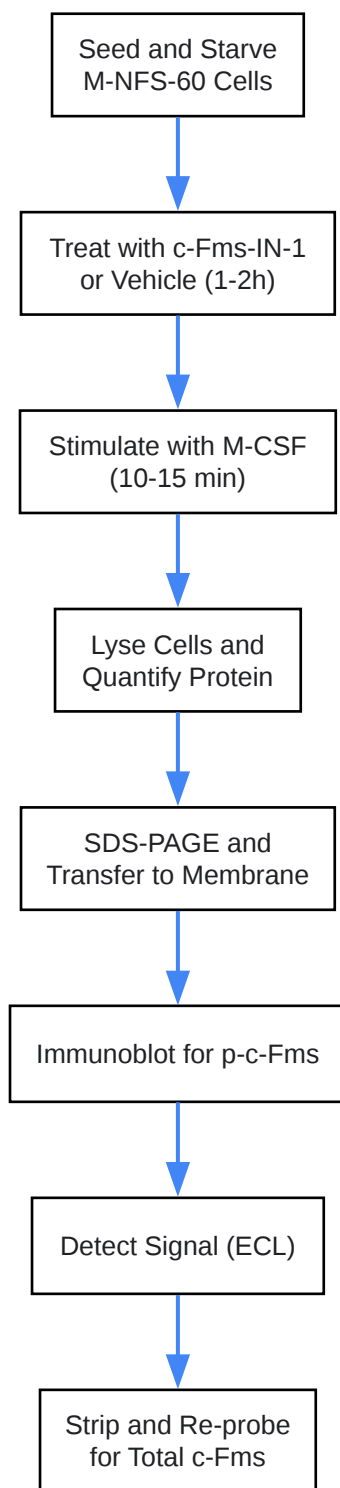 Seed and Starve
M-NFS-60 Cells
Treat with c-Fms-IN-1
or Vehicle (1-2h)
Stimulate with M-CSF
(10-15 min)
Lyse Cells and
Quantify Protein
SDS-PAGE and
Transfer to Membrane
Immunoblot for p-c-Fms
Detect Signal (ECL)
Strip and Re-probe
for Total c-Fms